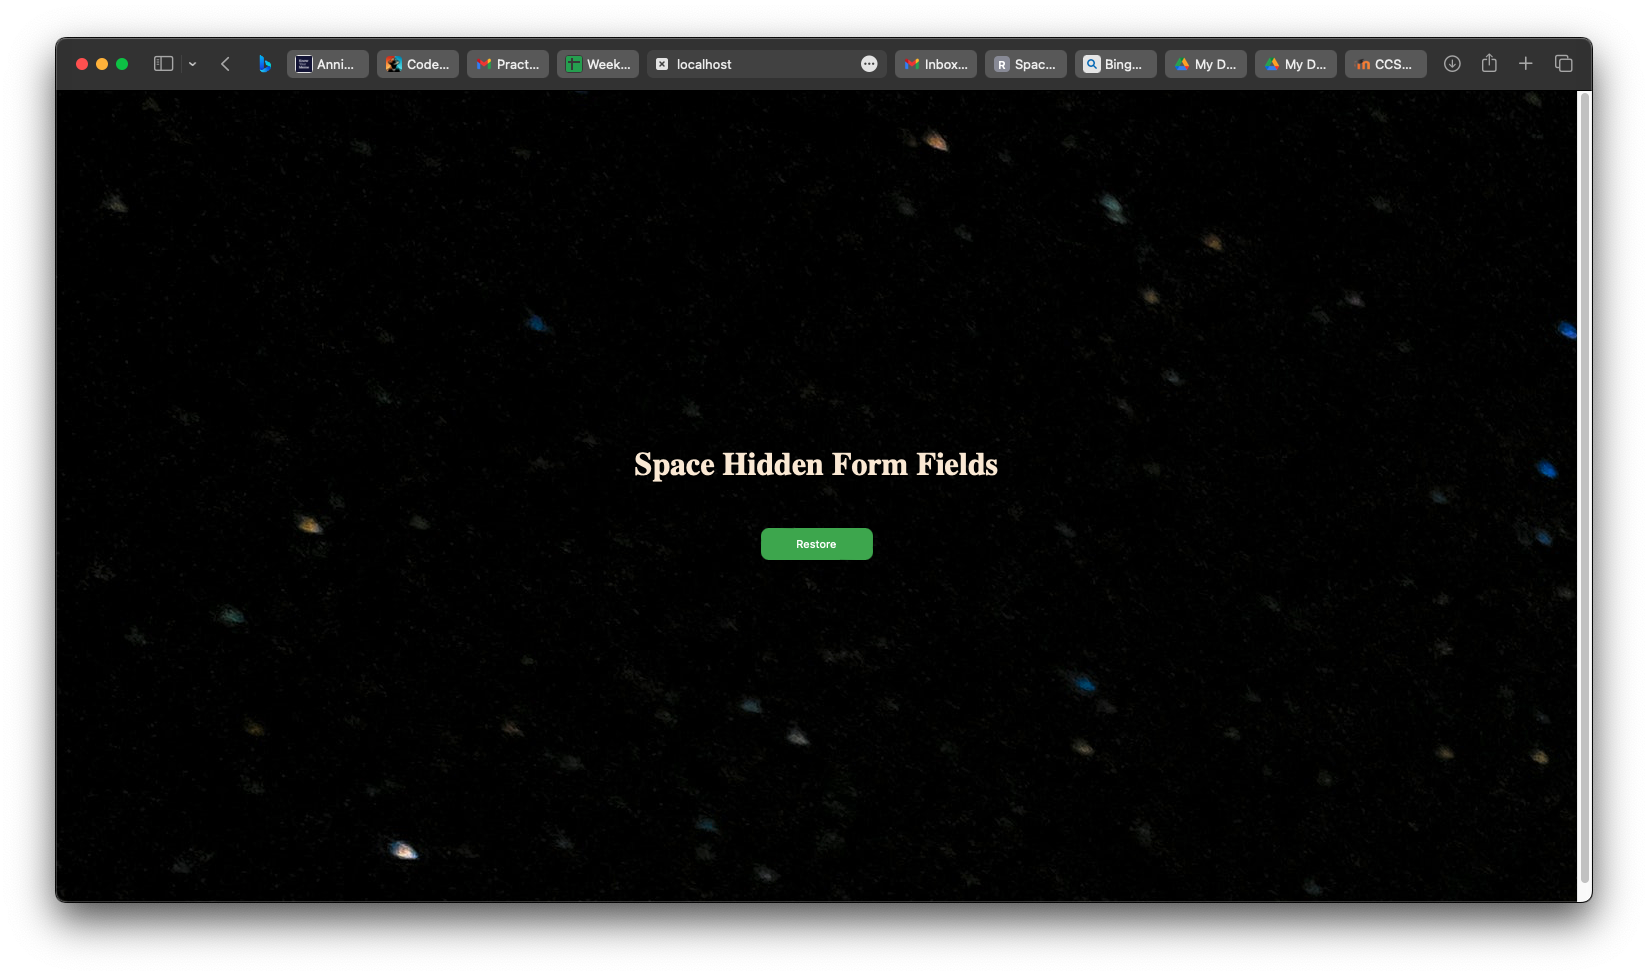 Anni...
Code...
Pract...
Week...
localhost
Inbox...
R Spac...
Bing...
My D...
My D...
CCS...
Space Hidden Form Fields
Restore